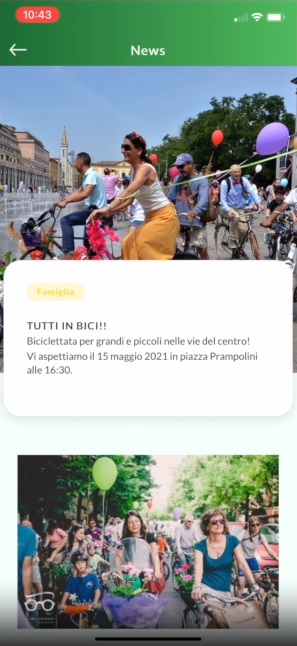 10:43
News
Famiglia
TUTTI IN BICI!!
Biciclettata per grandi e piccoli nelle vie del centro!
Vi aspettiamo il 15 maggio 2021 in piazza Prampolini
alle 16:30.